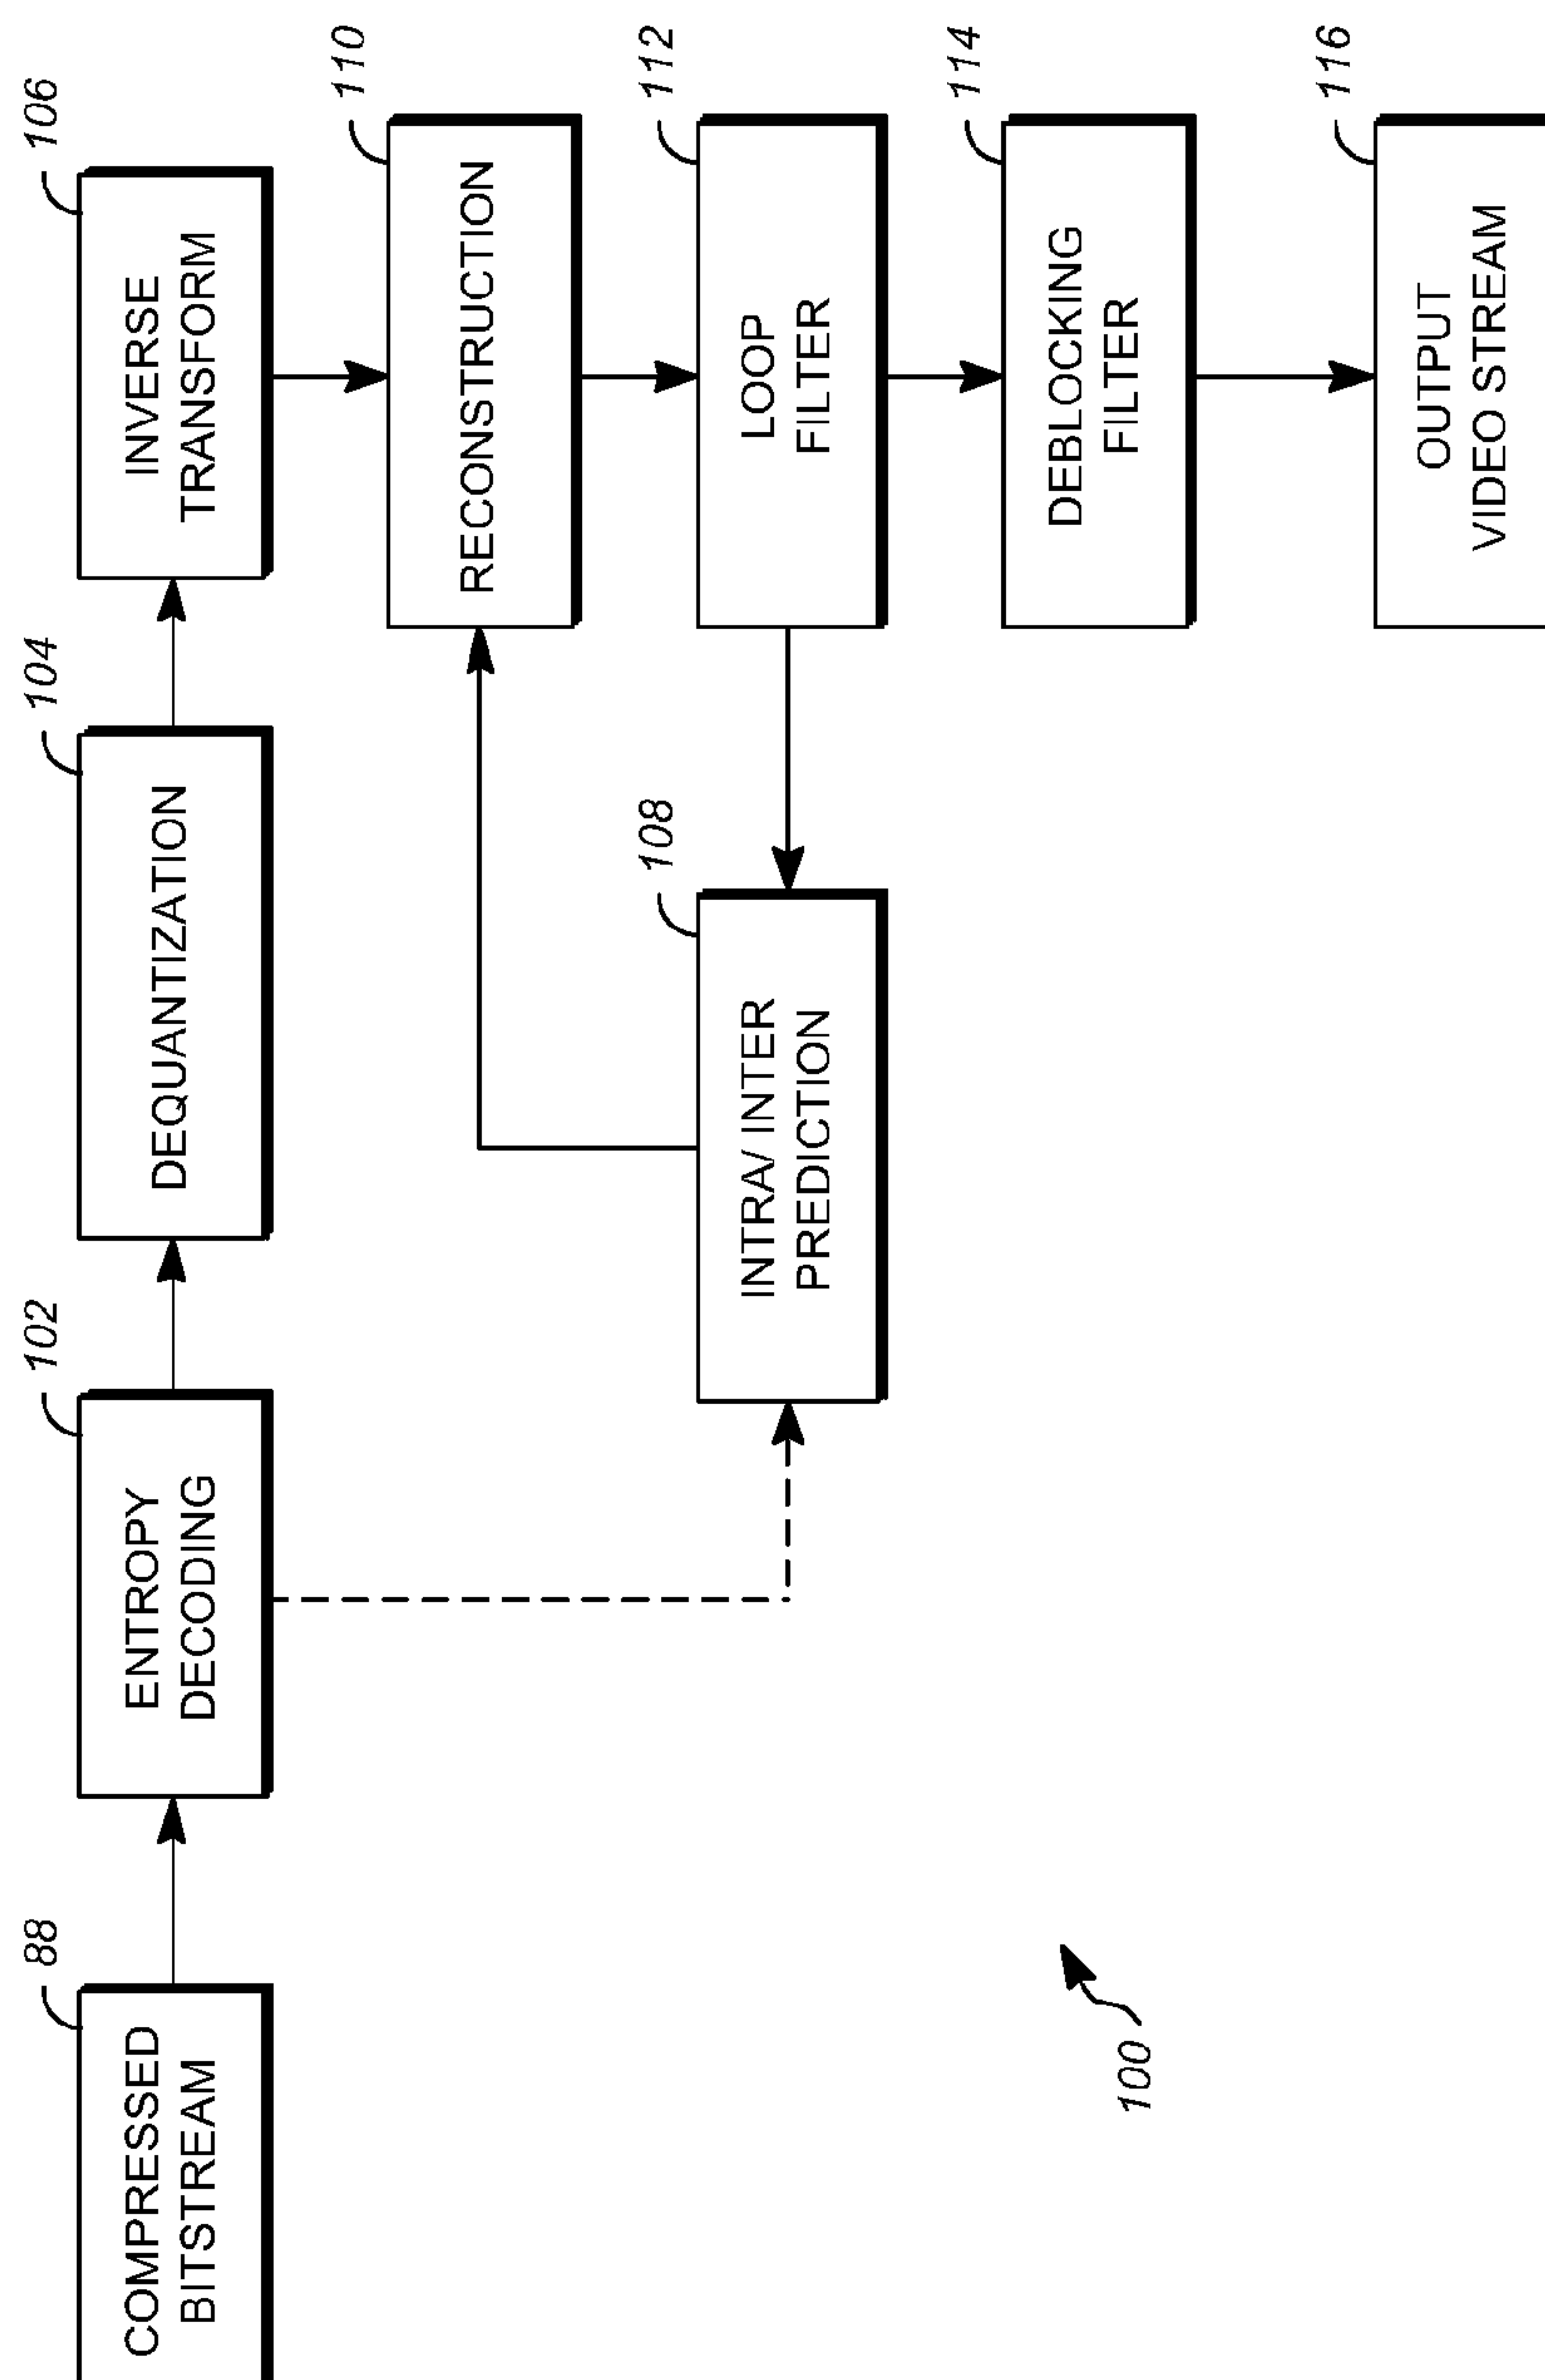 88
COMPRESSED
BITSTREAM
102
ENTROPY
DECODING
104
DEQUANTIZATION
106
INVERSE
TRANSFORM
110
RECONSTRUCTION
108
INTRA/ INTER
PREDICTION
112
LOOP
FILTER
114
DEBLOCKING
FILTER
100
116
OUTPUT
VIDEO STREAM